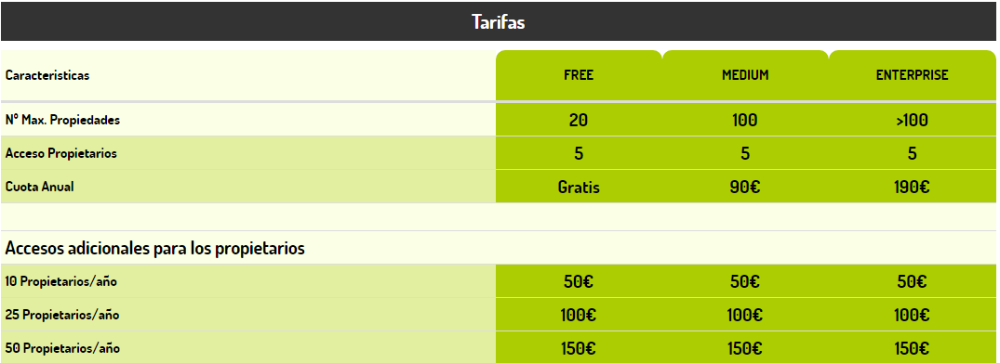 Tarifas
Caracteristicas FREE MEDIUM ENTERPRISE
Nº Max. Propiedades 20 100 >100
Acceso Propietarios 5 5 5
Cuota Anual Gratis 90€ 190€
Accesos adicionales para los propietarios
10 Propietarios/año 50€ 50€ 50€
25 Propietarios/año 100€ 100€ 100€
50 Propietarios/año 150€ 150€ 150€